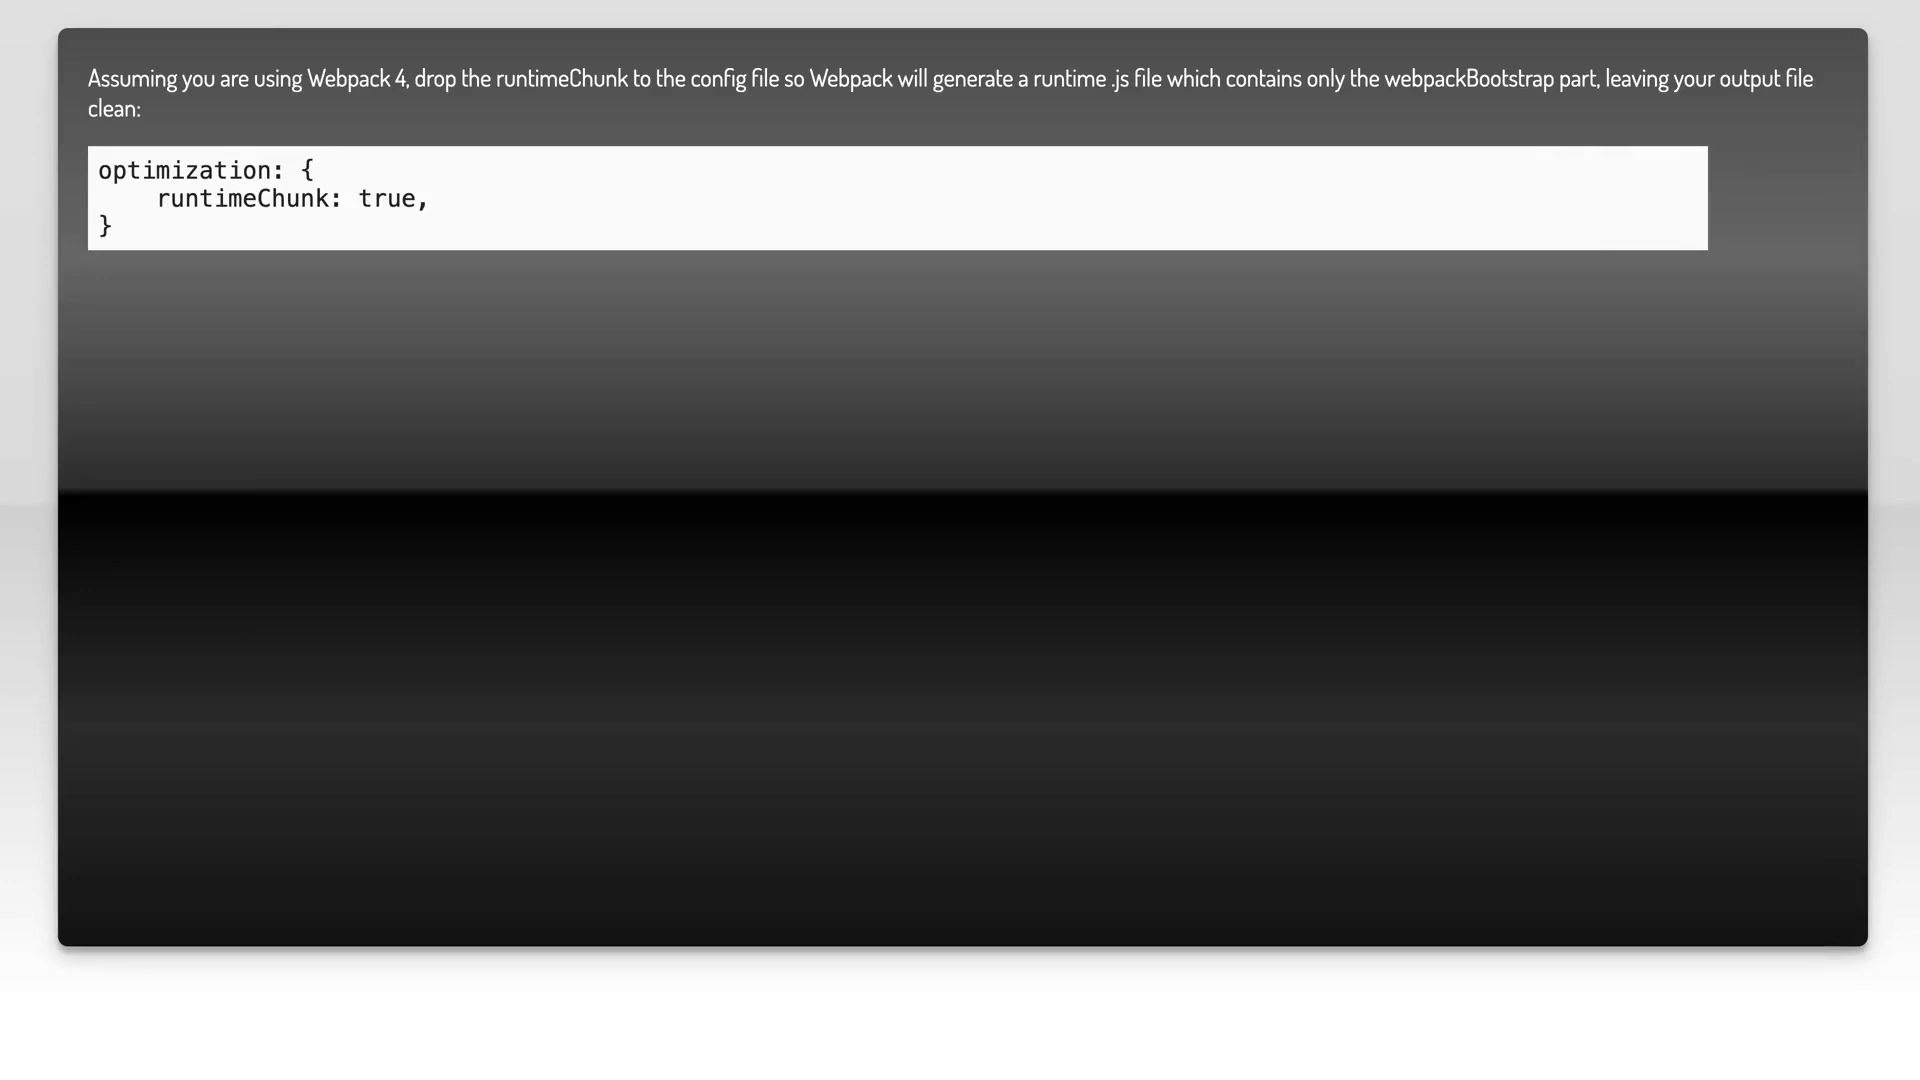 Assuming you are using Webpack 4, drop the runtimeChunk to the config file so Webpack will generate a runtime .js file which contains only the webpackBootstrap part, leaving your output file
clean:
optimization: {
    runtimeChunk: true,
}